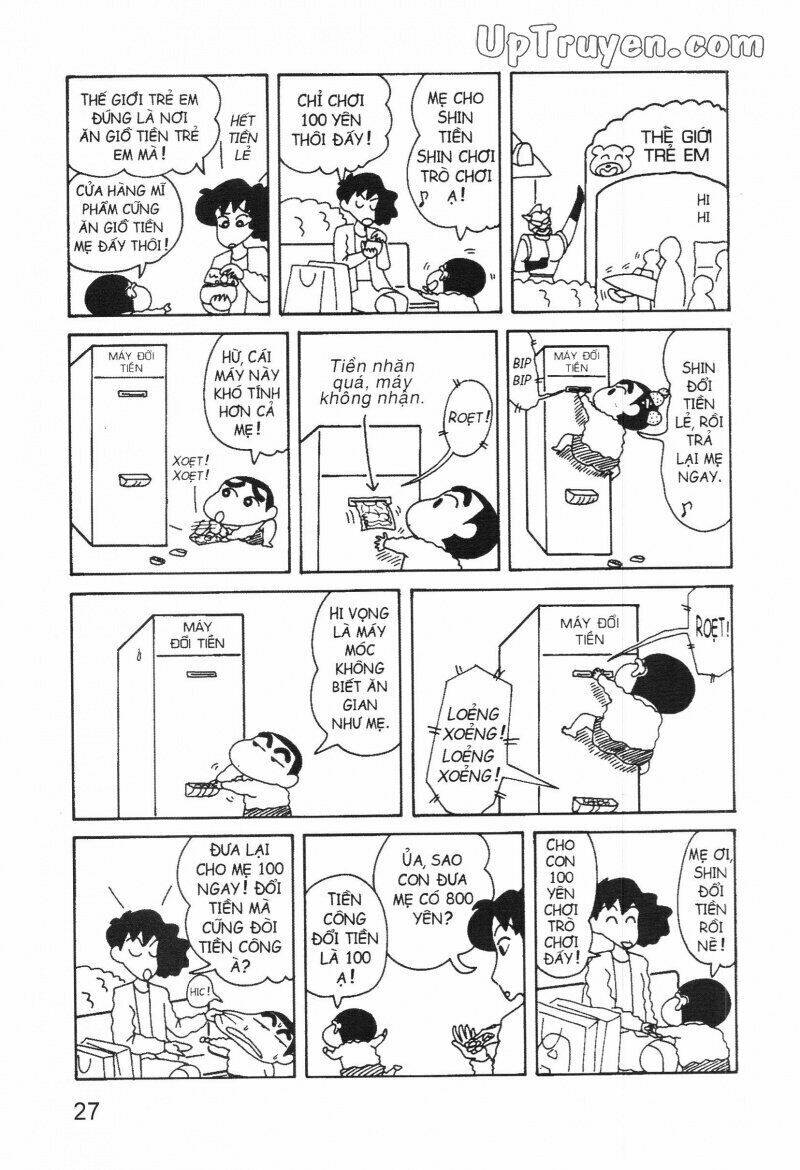 UpTruyen.com
THẾ GIỚI
TRẺ EM
HI
HI
MẸ CHO
SHIN
TIỀN
SHIN CHƠI
TRÒ CHƠI
Ạ!
CHỈ CHƠI
100 YÊN
THÔI ĐẤY!
HẾT
TIỀN
LẺ
THẾ GIỚI TRẺ EM
ĐÚNG LÀ NƠI
ĂN GIỖ TIỀN TRẺ
EM MÀ!
CỬA HÀNG MĨ
PHẨM CŨNG
ĂN GIỖ TIỀN
MẸ ĐẤY THÔI!
SHIN
ĐỔI
TIỀN
LẺ, RỒI
TRẢ
LẠI MẸ
NGAY.
MÁY ĐỔI
TIỀN
BỊP
BỊP
Tiền nhăn
quá, máy
không nhận.
ROẸT!
HỪ, CÁI
MÁY NÀY
KHÓ TÍNH
HƠN CẢ
MẸ!
MÁY ĐỔI
TIỀN
XOẸT!
XOẸT!
ROẸT!
MÁY ĐỔI
TIỀN
LOẺNG
XOẺNG!
LOẺNG
XOẺNG!
HI VỌNG
LÀ MÁY
MÓC
KHÔNG
BIẾT ĂN
GIAN
NHƯ MẸ.
MÁY
ĐỔI TIỀN
MẸ ƠI,
SHIN
ĐỔI
TIỀN
RỒI
NÈ!
CHO
CON
100
YÊN
CHƠI
TRÒ
CHƠI
ĐẤY!
ỦA, SAO
CON ĐƯA
MẸ CÓ 800
YÊN?
TIỀN
CÔNG
ĐỔI TIỀN
LÀ 100
Ạ!
ĐƯA LẠI
CHO MẸ 100
NGAY! ĐỔI
TIỀN MÀ
CŨNG ĐÒI
TIỀN CÔNG
À?
HIC!
27